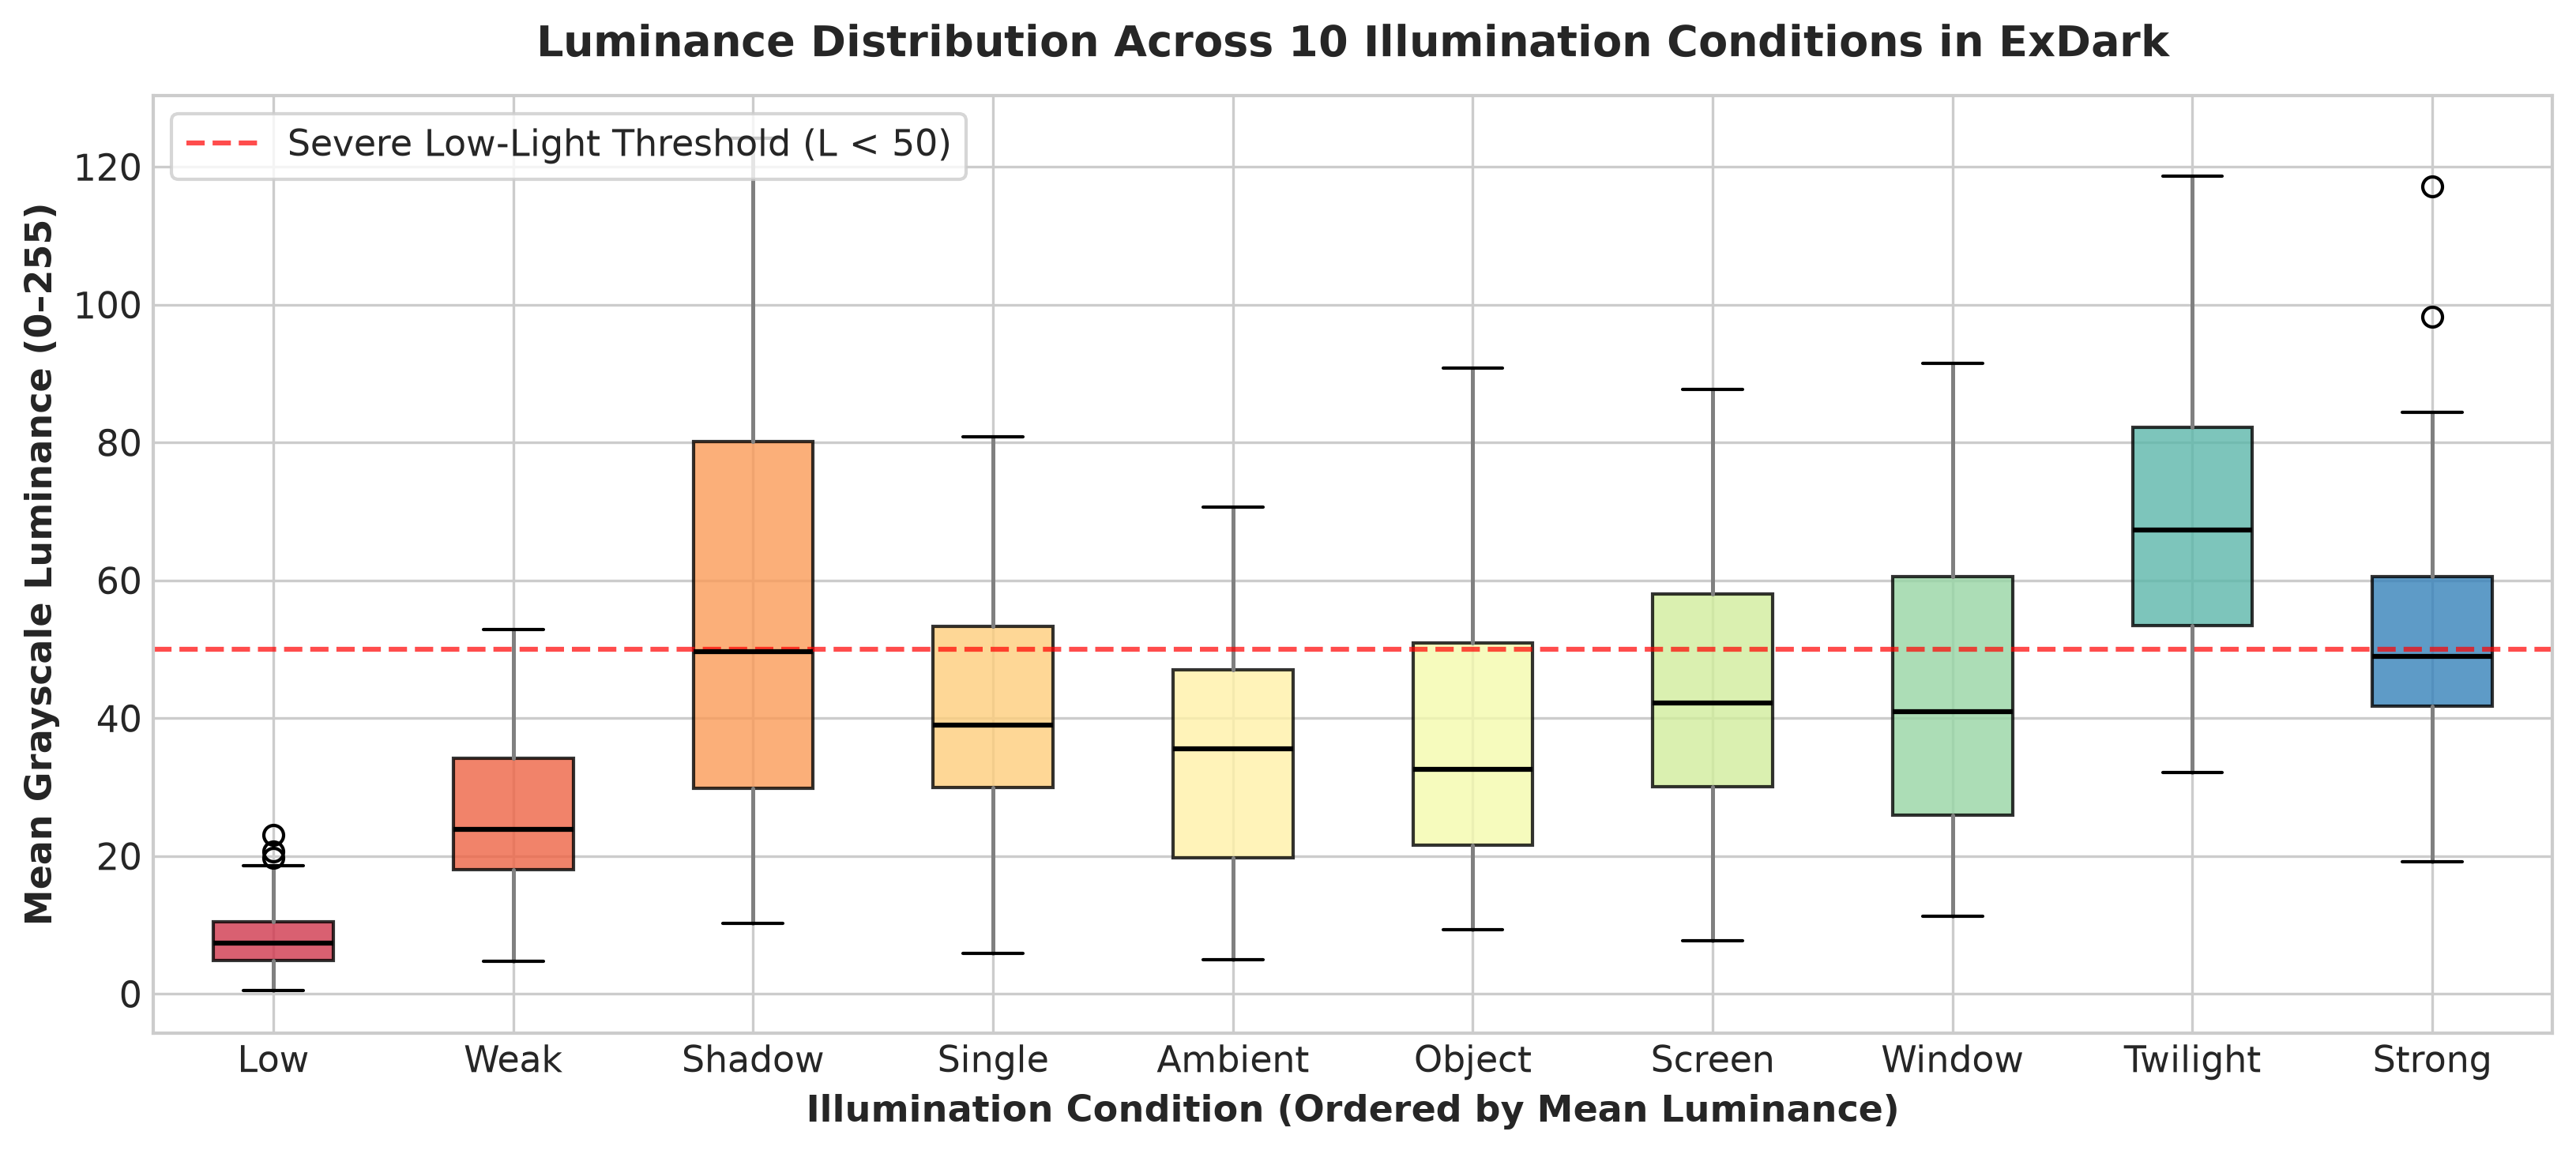 Luminance Distribution Across 10 Illumination Conditions in ExDark
Severe Low-Light Threshold (L < 50)
Mean Grayscale Luminance (0–255)
120
100
80
60
40
20
0
Low Weak Shadow Single Ambient Object Screen Window Twilight Strong
Illumination Condition (Ordered by Mean Luminance)